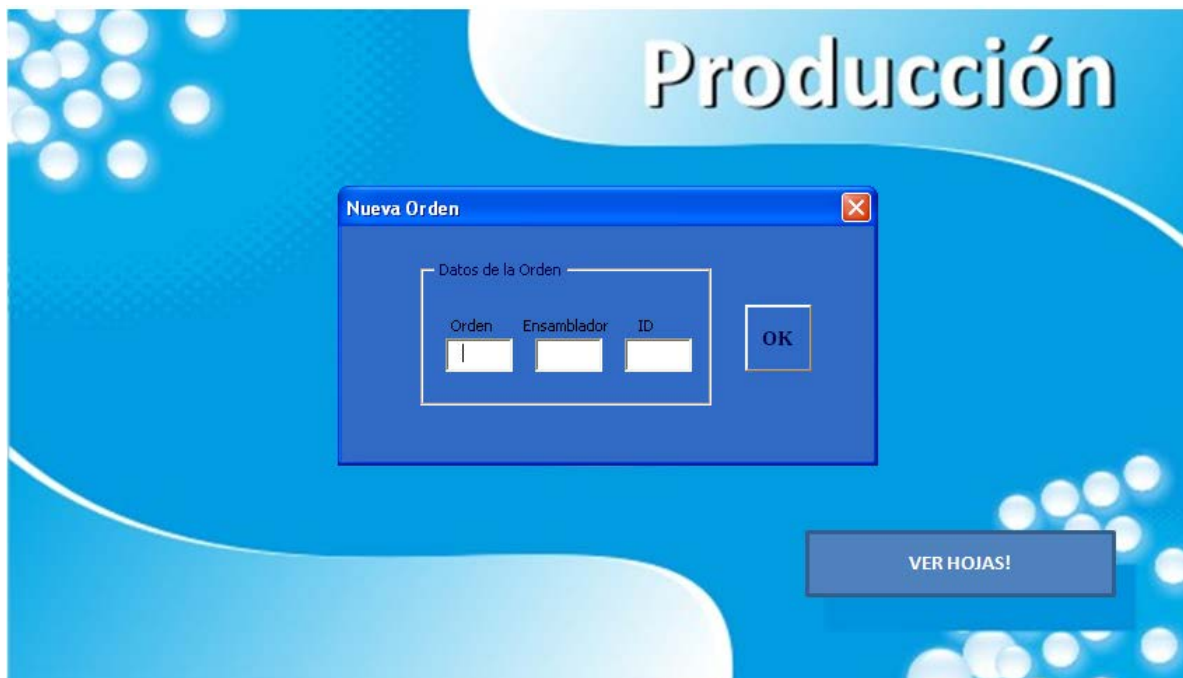 Producción
Nueva Orden
Datos de la Orden
Orden Ensamblador ID
OK
VER HOJAS!